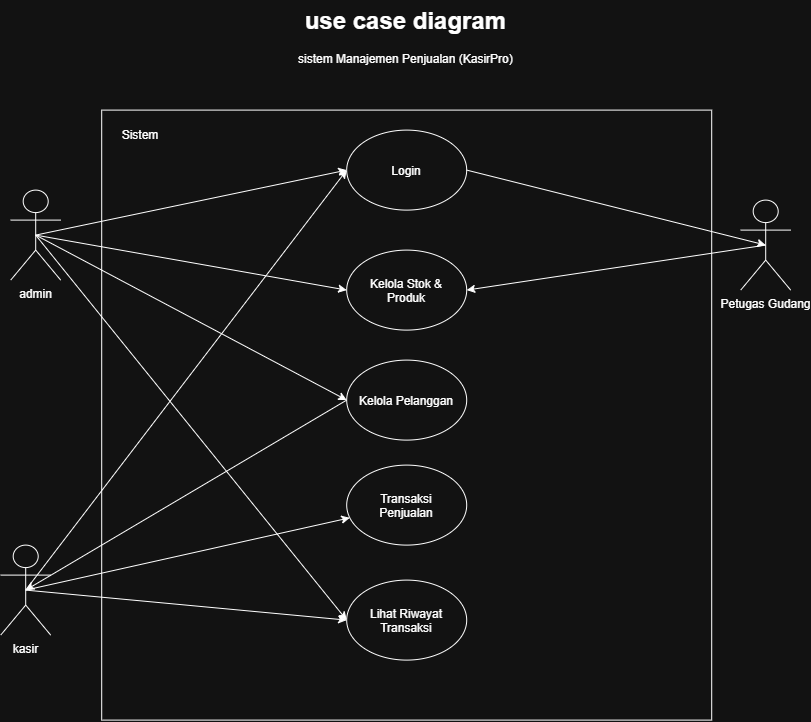 use case diagram
sistem Manajemen Penjualan (KasirPro)
Sistem
Login
admin
Kelola Stok &
Produk
Petugas Gudang
Kelola Pelanggan
Transaksi
Penjualan
Lihat Riwayat
Transaksi
kasir